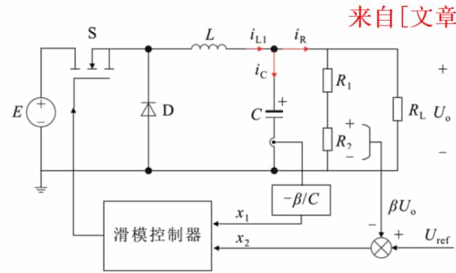 来自[文章
S
L
i_L1
i_R
i_C
E
D
C
+
R_1
R_2
+
−
R_L
+
U_o
−
−β/C
βU_o
x_1
x_2
滑模控制器
−
+
U_ref